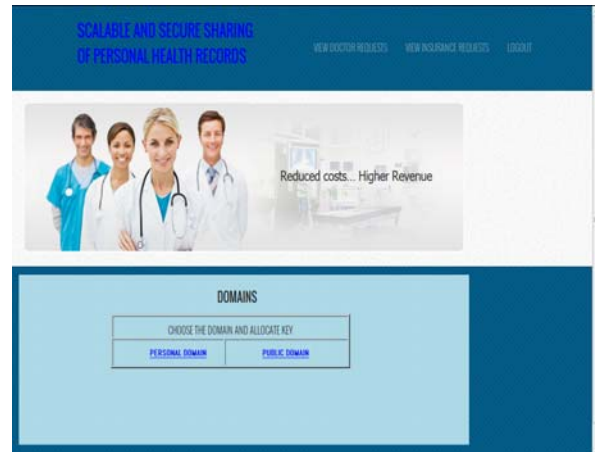 SCALABLE AND SECURE SHARING
OF PERSONAL HEALTH RECORDS
VIEW DOCTOR REQUESTS VIEW INSURANCE REQUESTS LOGOUT
Reduced costs... Higher Revenue
DOMAINS
CHOOSE THE DOMAIN AND ALLOCATE KEY
PERSONAL DOMAIN PUBLIC DOMAIN